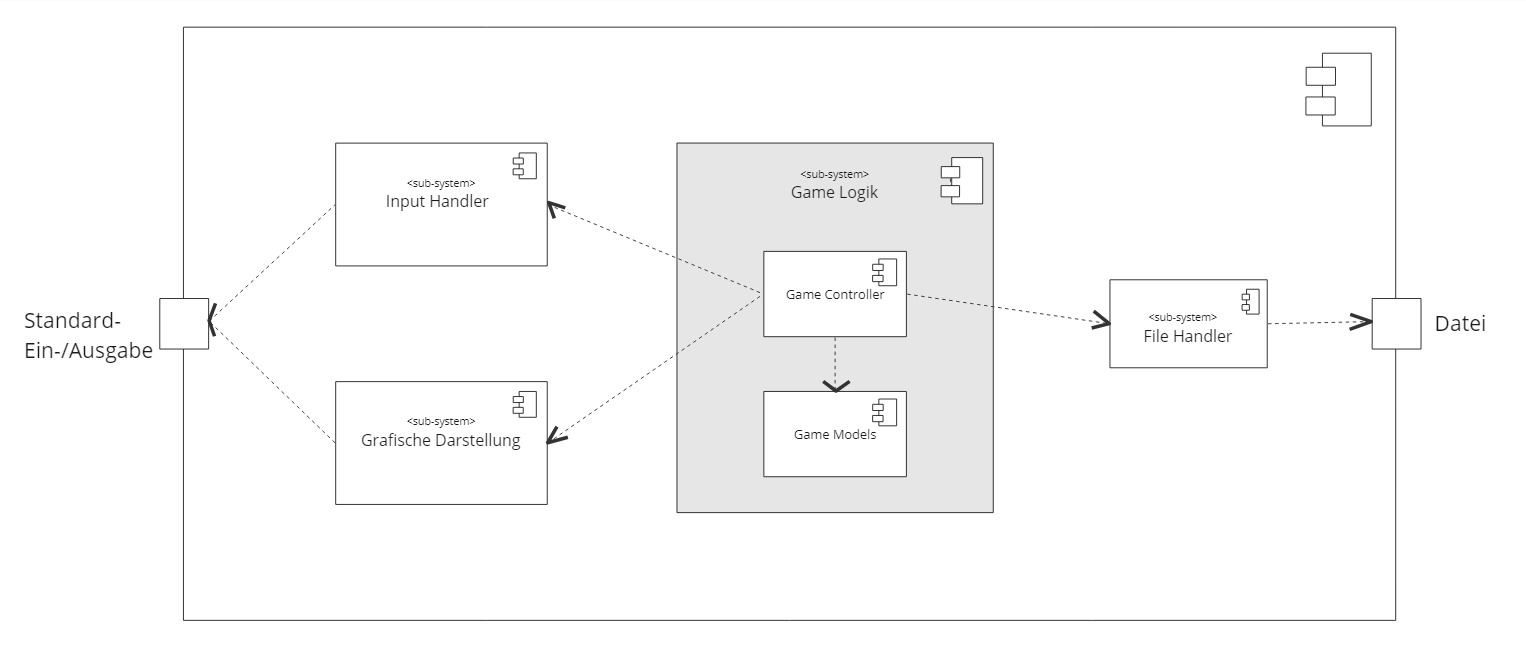 <sub-system>
Input Handler
<sub-system>
Game Logik
Game Controller
Standard-
Ein-/Ausgabe
<sub-system>
File Handler
Datei
<sub-system>
Grafische Darstellung
Game Models